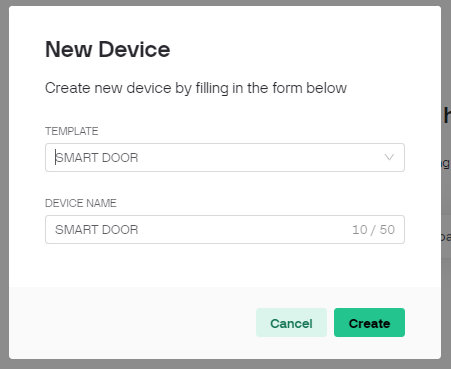 New Device
Create new device by filling in the form below
TEMPLATE
SMART DOOR
DEVICE NAME
SMART DOOR 10 / 50
Cancel Create